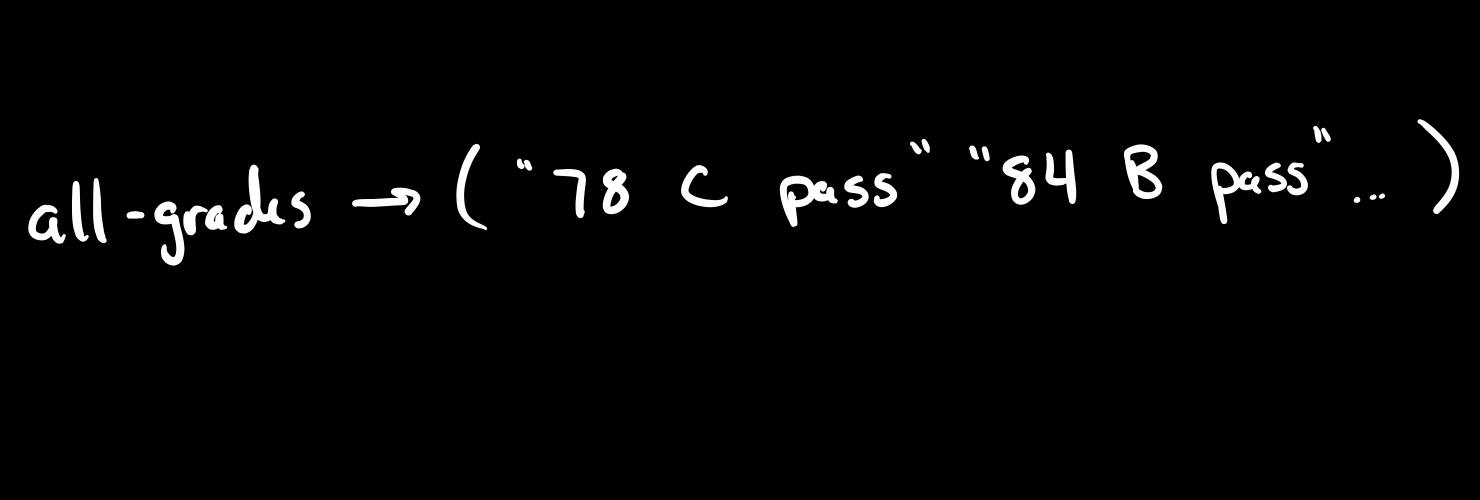 all-grades → ( "78 C pass" "84 B pass" ... )